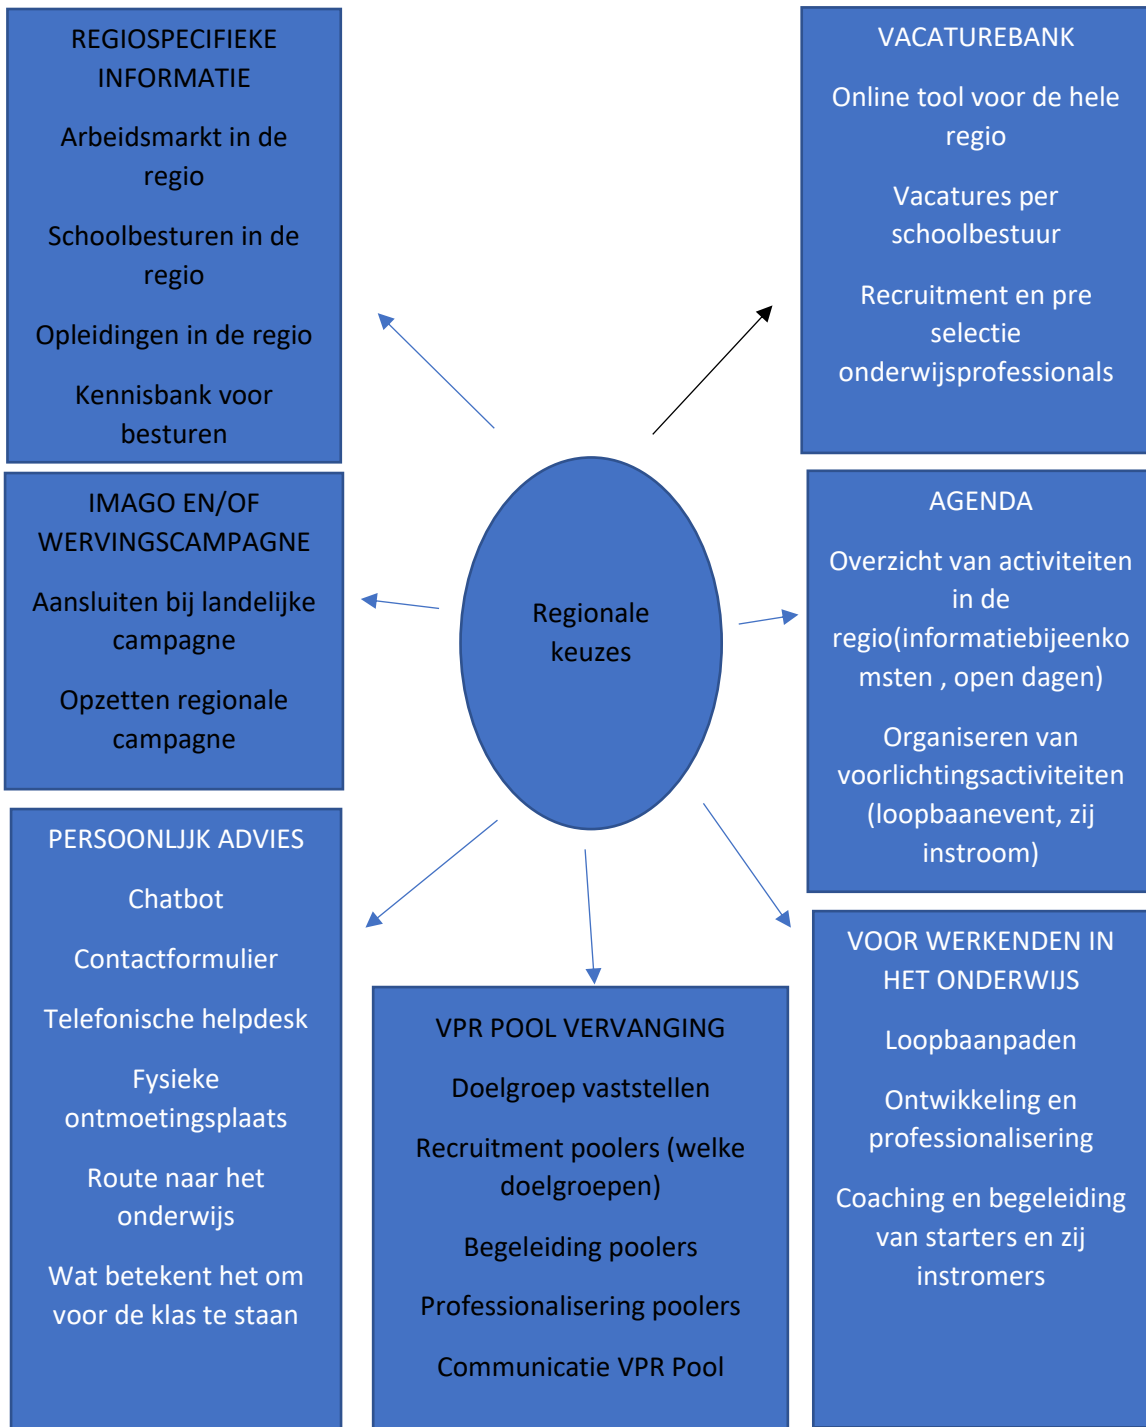 REGIOSPECIFIEKE
INFORMATIE
Arbeidsmarkt in de
regio
Schoolbesturen in de
regio
Opleidingen in de regio
Kennisbank voor
besturen
VACATUREBANK
Online tool voor de hele
regio
Vacatures per
schoolbestuur
Recruitment en pre
selectie
onderwijsprofessionals
IMAGO EN/OF
WERVINGSCAMPAGNE
Aansluiten bij landelijke
campagne
Opzetten regionale
campagne
Regionale
keuzes
AGENDA
Overzicht van activiteiten
in de
regio(informatiebijeenko
msten , open dagen)
Organiseren van
voorlichtingsactiviteiten
(loopbaanevent, zij
instroom)
PERSOONLIJK ADVIES
Chatbot
Contactformulier
Telefonische helpdesk
Fysieke
ontmoetingsplaats
Route naar het
onderwijs
Wat betekent het om
voor de klas te staan
VPR POOL VERVANGING
Doelgroep vaststellen
Recruitment poolers (welke
doelgroepen)
Begeleiding poolers
Professionalisering poolers
Communicatie VPR Pool
VOOR WERKENDEN IN
HET ONDERWIJS
Loopbaanpaden
Ontwikkeling en
professionalisering
Coaching en begeleiding
van starters en zij
instromers